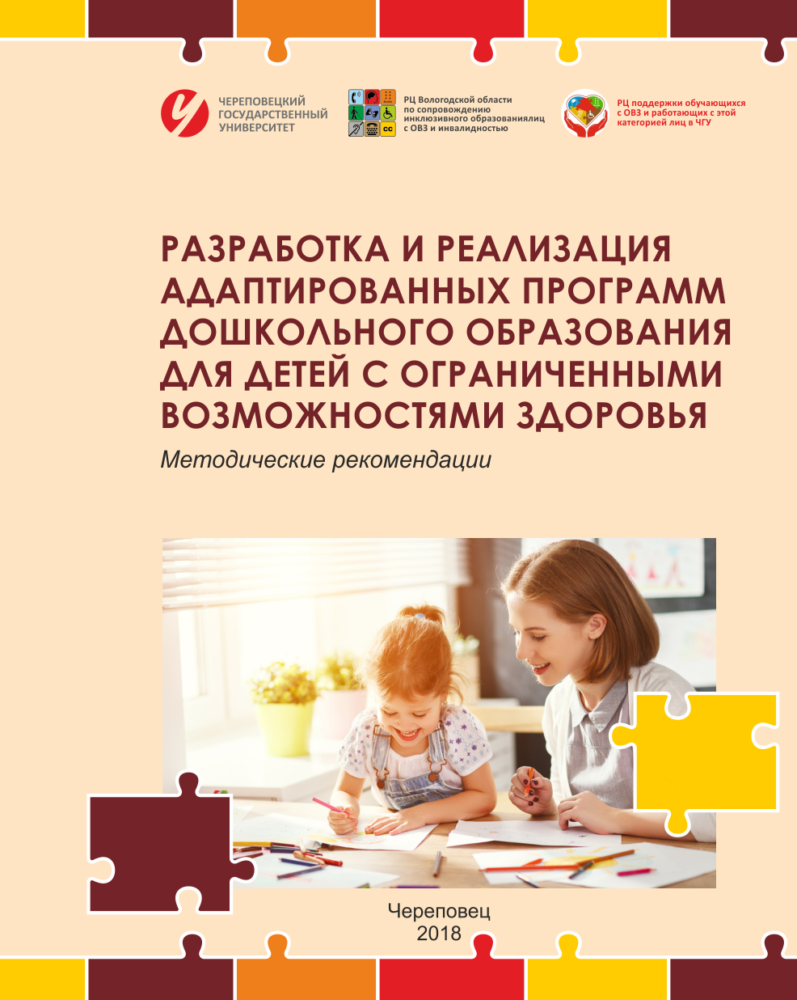 ЧЕРЕПОВЕЦКИЙ
ГОСУДАРСТВЕННЫЙ
УНИВЕРСИТЕТ
РЦ Вологодской области
по сопровождению
инклюзивного образованиялиц
с ОВЗ и инвалидностью
CC
РЦ поддержки обучающихся
с ОВЗ и работающих с этой
категорией лиц в ЧГУ
РАЗРАБОТКА И РЕАЛИЗАЦИЯ
АДАПТИРОВАННЫХ ПРОГРАММ
ДОШКОЛЬНОГО ОБРАЗОВАНИЯ
ДЛЯ ДЕТЕЙ С ОГРАНИЧЕННЫМИ
ВОЗМОЖНОСТЯМИ ЗДОРОВЬЯ
Методические рекомендации
Череповец
2018